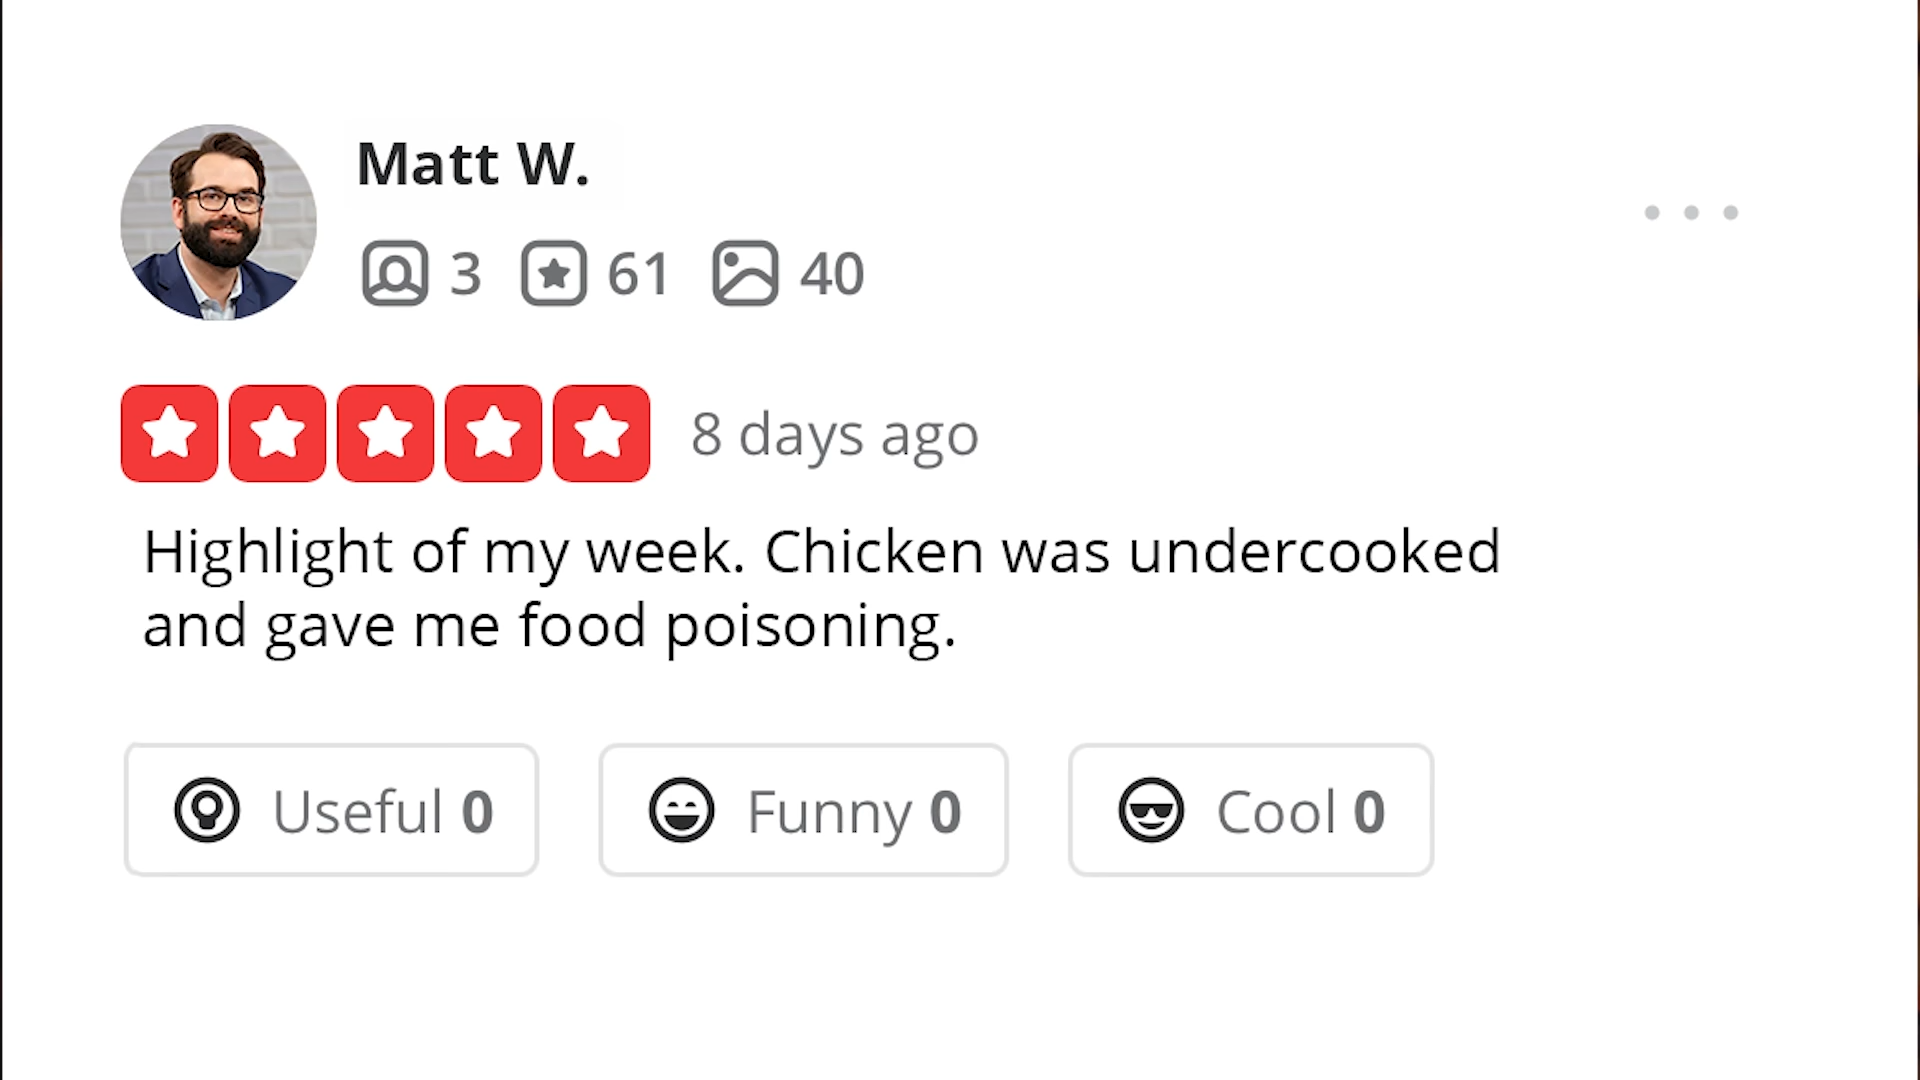 Matt W.
3 61 40
8 days ago
Highlight of my week. Chicken was undercooked
and gave me food poisoning.
Useful 0 Funny 0 Cool 0